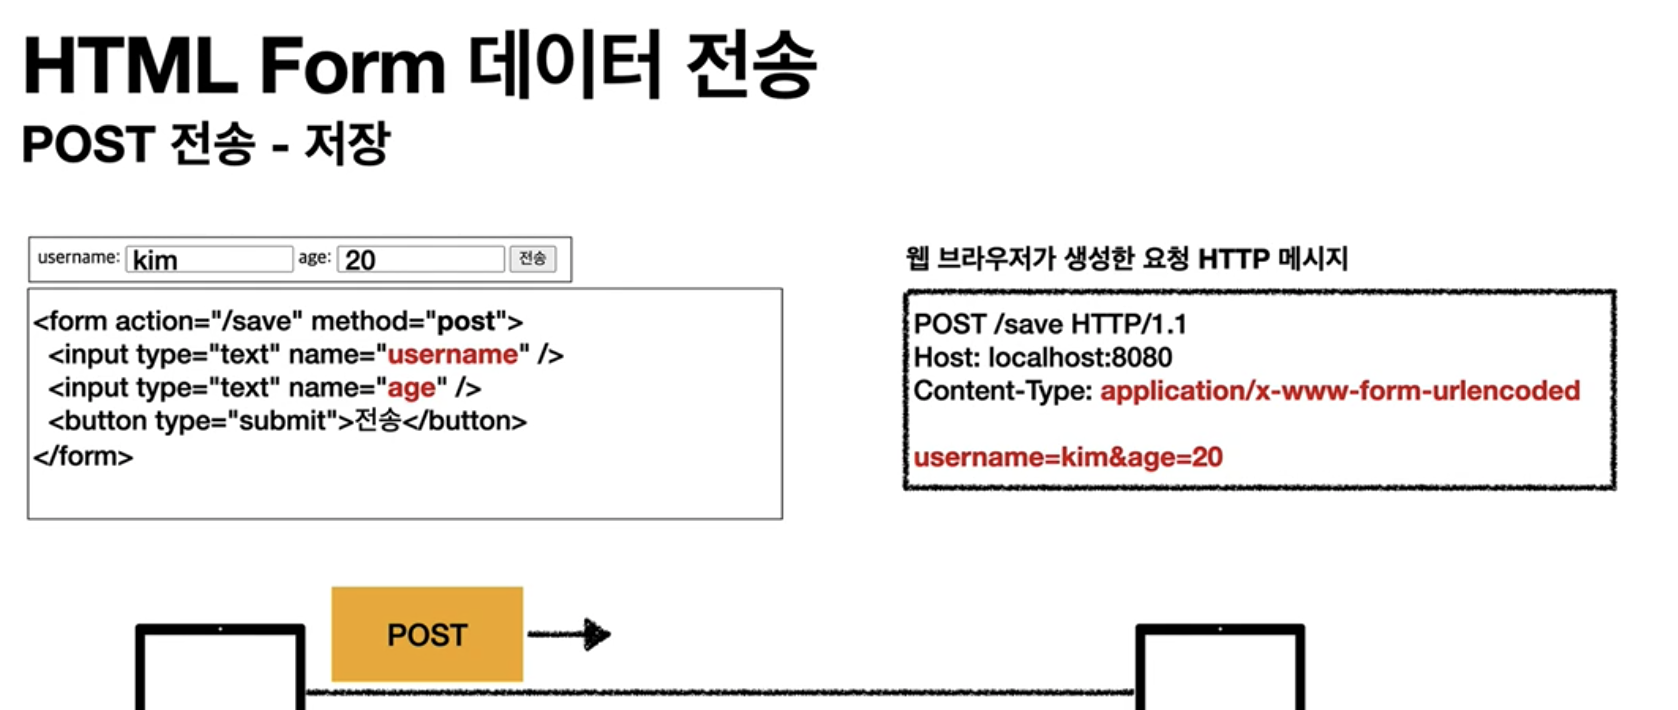 HTML Form 데이터 전송
POST 전송 - 저장
username: kim age: 20 전송
<form action="/save" method="post">
<input type="text" name="username" />
<input type="text" name="age" />
<button type="submit">전송</button>
</form>
웹 브라우저가 생성한 요청 HTTP 메시지
POST /save HTTP/1.1
Host: localhost:8080
Content-Type: application/x-www-form-urlencoded
username=kim&age=20
POST